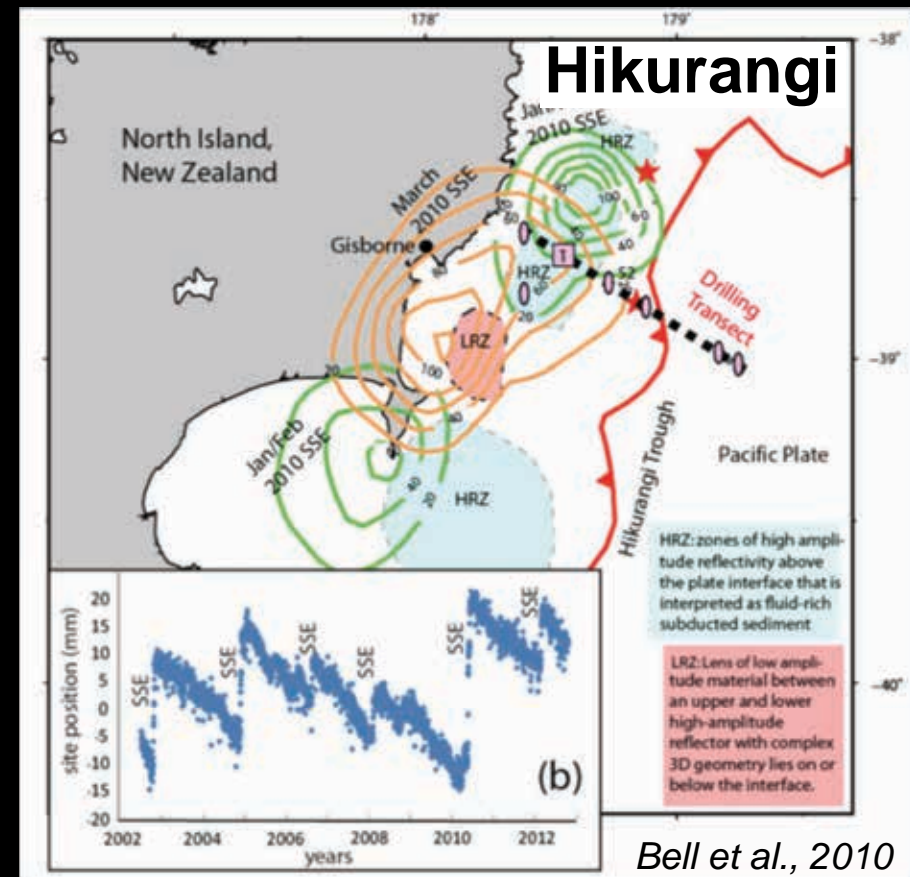 178°
179°
Hikurangi
–38°
North Island,
New Zealand
2010 SSE
HRZ
March
2010 SSE
100
60
40
Gisborne
60
T
52
HRZ
20
Drilling
Transect
LRZ
100
–39°
20
Jan/Feb
2010 SSE
40
20
HRZ
Hikurangi Trough
Pacific Plate
HRZ: zones of high ampli-
tude reflectivity above
the plate interface that is
interpreted as fluid-rich
subducted sediment
LRZ: Lens of low ampli-
tude material between
an upper and lower
high-amplitude
reflector with complex
3D geometry lies on or
below the interface.
–40°
site position (mm)
20
15
10
5
0
-5
-10
-15
-20
SSE
SSE
SSE
SSE
SSE
SSE
(b)
2002 2004 2006 2008 2010 2012
years
Bell et al., 2010